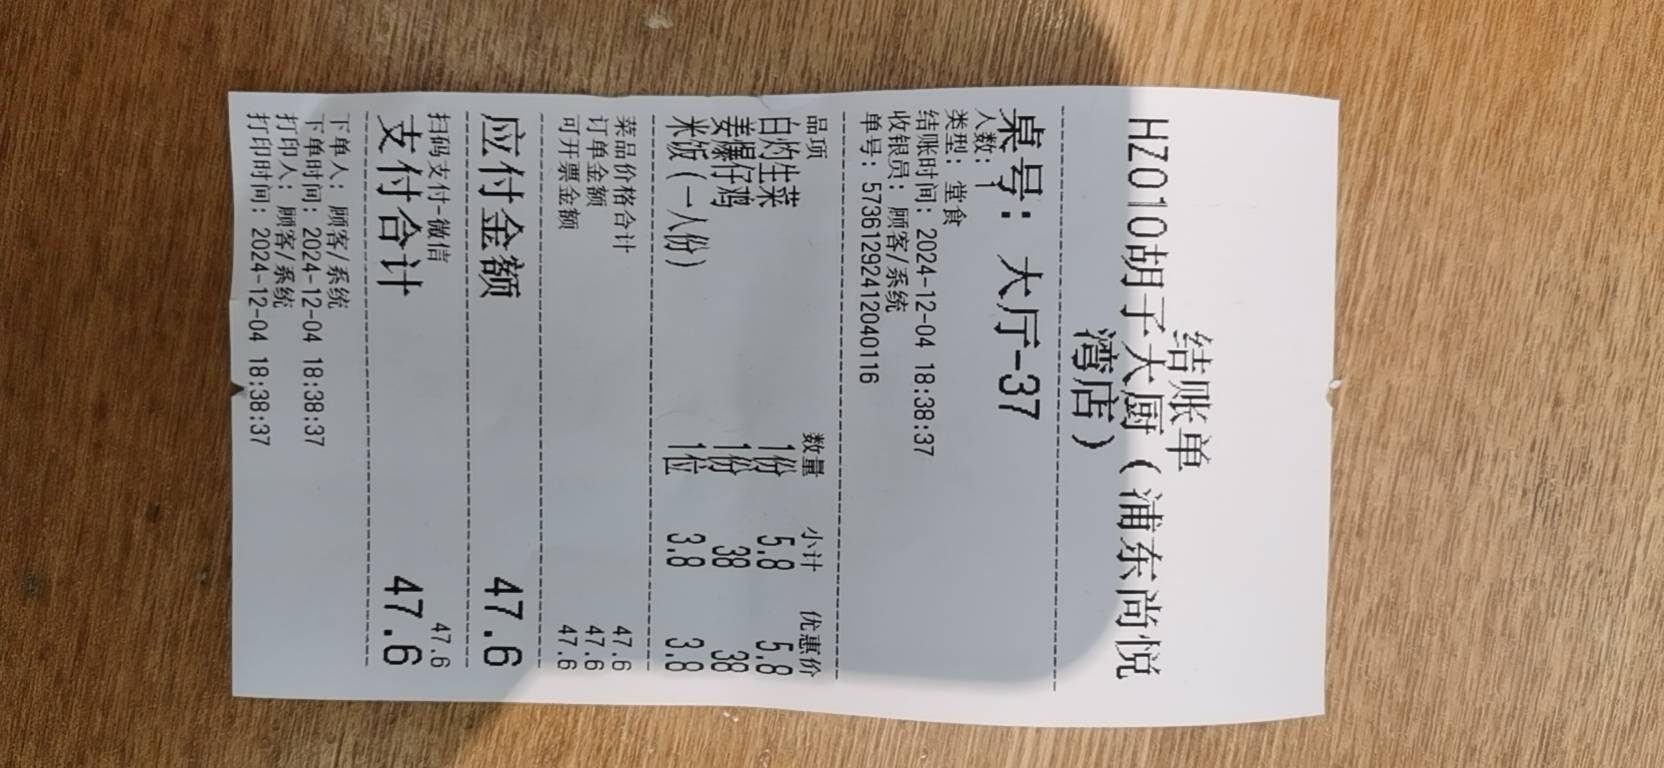 结账单
HZ010胡子大厨（浦东尚悦
湾店）
桌号：大厅-37
人数：1
类型：堂食
结账时间：2024-12-04 18:38:37
收银员：顾客/系统
单号：573612924120401​16
品项 数量 小计 优惠价
白灼生菜 1份 5.8 5.8
姜爆仔鸡 1份 38 38
米饭（一人份） 1位 3.8 3.8
菜品价格合计 47.6
订单金额 47.6
可开票金额 47.6
应付金额 47.6
扫码支付-微信 47.6
支付合计 47.6
下单人：顾客/系统
下单时间：2024-12-04 18:38:37
打印人：顾客/系统
打印时间：2024-12-04 18:38:37